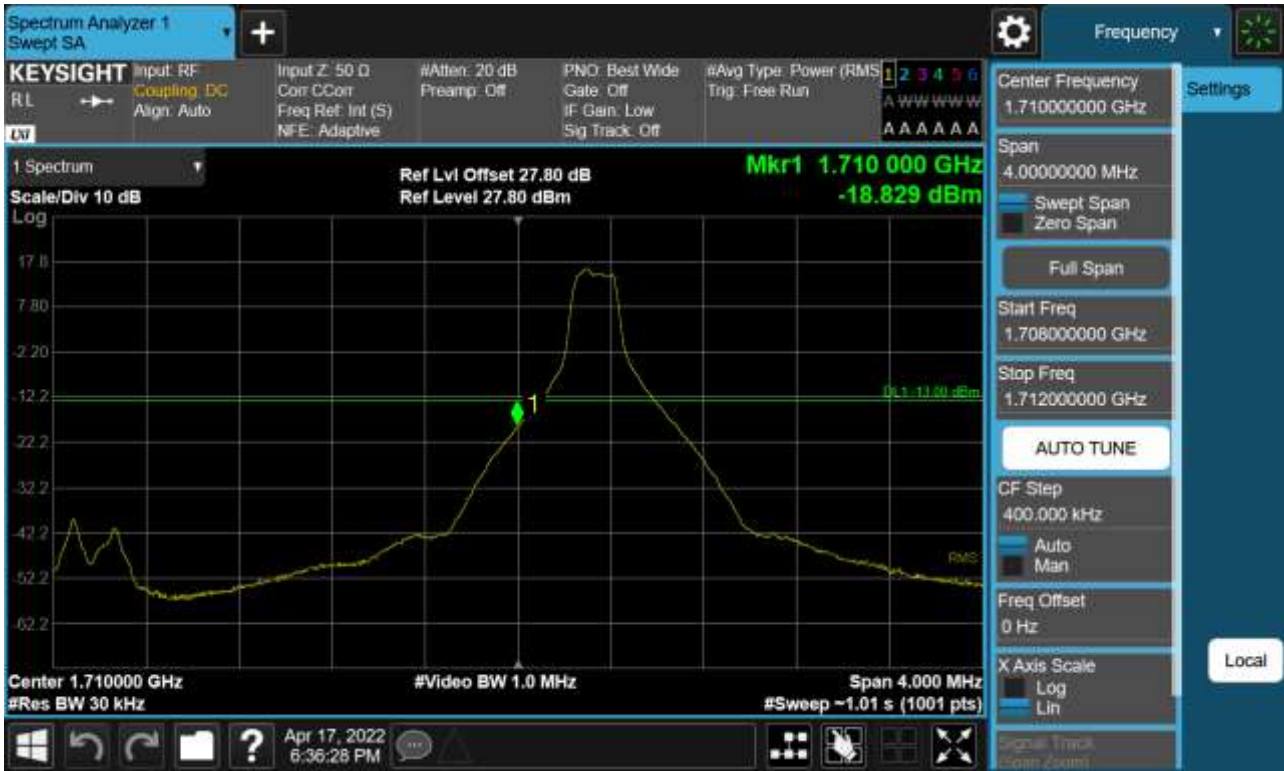 Spectrum Analyzer 1
Swept SA
+
Frequency
KEYSIGHT
RL
LXI
Input: RF
Coupling: DC
Align: Auto
Input Z: 50 Ω
Corr CCorr
Freq Ref: Int (S)
NFE: Adaptive
#Atten: 20 dB
Preamp: Off
PNO: Best Wide
Gate: Off
IF Gain: Low
Sig Track: Off
#Avg Type: Power (RMS
Trig: Free Run
1 2 3 4 5 6
A W W W W W
A A A A A A
1 Spectrum
Scale/Div 10 dB
Log
Ref Lvl Offset 27.80 dB
Ref Level 27.80 dBm
Mkr1 1.710 000 GHz
-18.829 dBm
17.8
7.80
-2.20
-12.2
-22.2
-32.2
-42.2
-52.2
-62.2
1
DL1 -13.00 dBm
RMS
Center 1.710000 GHz
#Res BW 30 kHz
#Video BW 1.0 MHz
Span 4.000 MHz
#Sweep ~1.01 s (1001 pts)
Center Frequency
1.710000000 GHz
Settings
Span
4.00000000 MHz
Swept Span
Zero Span
Full Span
Start Freq
1.708000000 GHz
Stop Freq
1.712000000 GHz
AUTO TUNE
CF Step
400.000 kHz
Auto
Man
Freq Offset
0 Hz
X Axis Scale
Log
Lin
Signal Track
(Span Zoom)
Local
?
Apr 17, 2022
6:36:28 PM